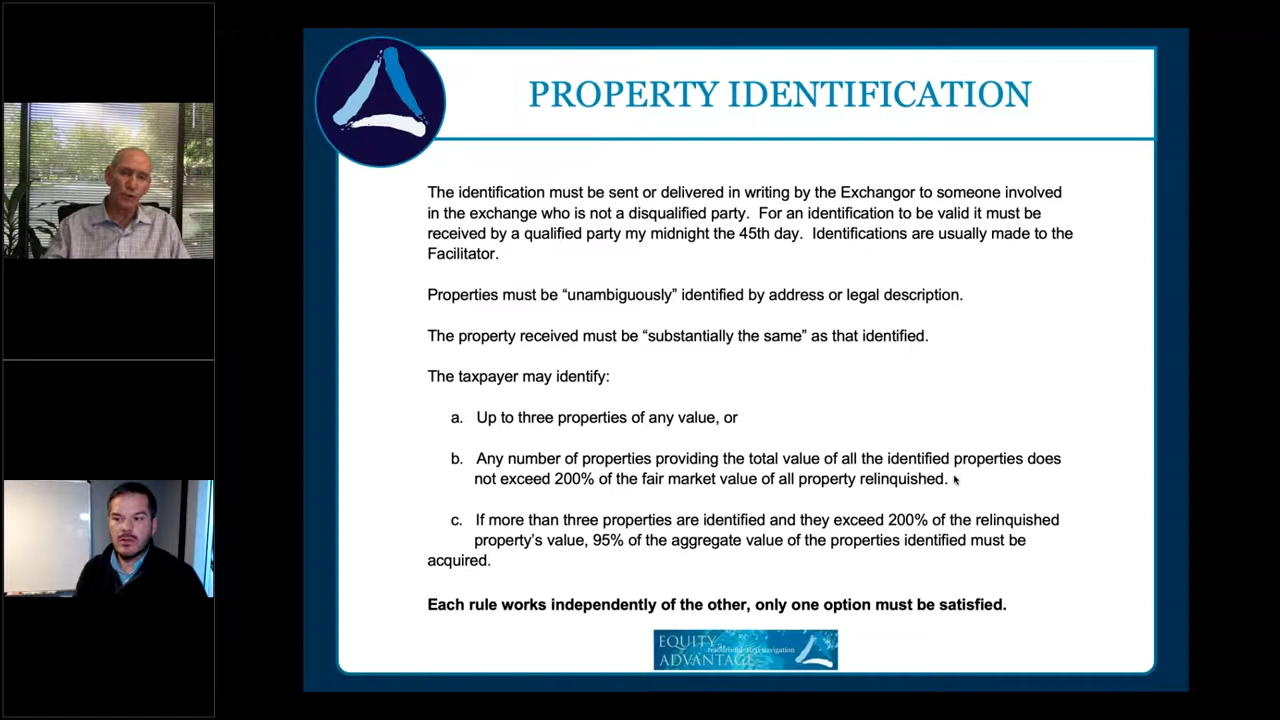 PROPERTY IDENTIFICATION
The identification must be sent or delivered in writing by the Exchangor to someone involved
in the exchange who is not a disqualified party. For an identification to be valid it must be
received by a qualified party my midnight the 45th day. Identifications are usually made to the
Facilitator.
Properties must be “unambiguously” identified by address or legal description.
The property received must be “substantially the same” as that identified.
The taxpayer may identify:
a. Up to three properties of any value, or
b. Any number of properties providing the total value of all the identified properties does
not exceed 200% of the fair market value of all property relinquished.
c. If more than three properties are identified and they exceed 200% of the relinquished
property’s value, 95% of the aggregate value of the properties identified must be
acquired.
Each rule works independently of the other, only one option must be satisfied.
EQUITY
navigation
ADVANTAGE